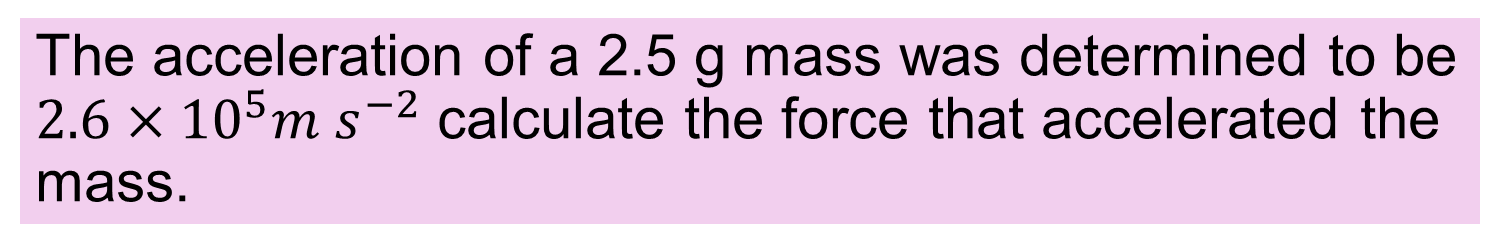 The acceleration of a 2.5 g mass was determined to be
2.6 × 10⁵m s⁻² calculate the force that accelerated the
mass.